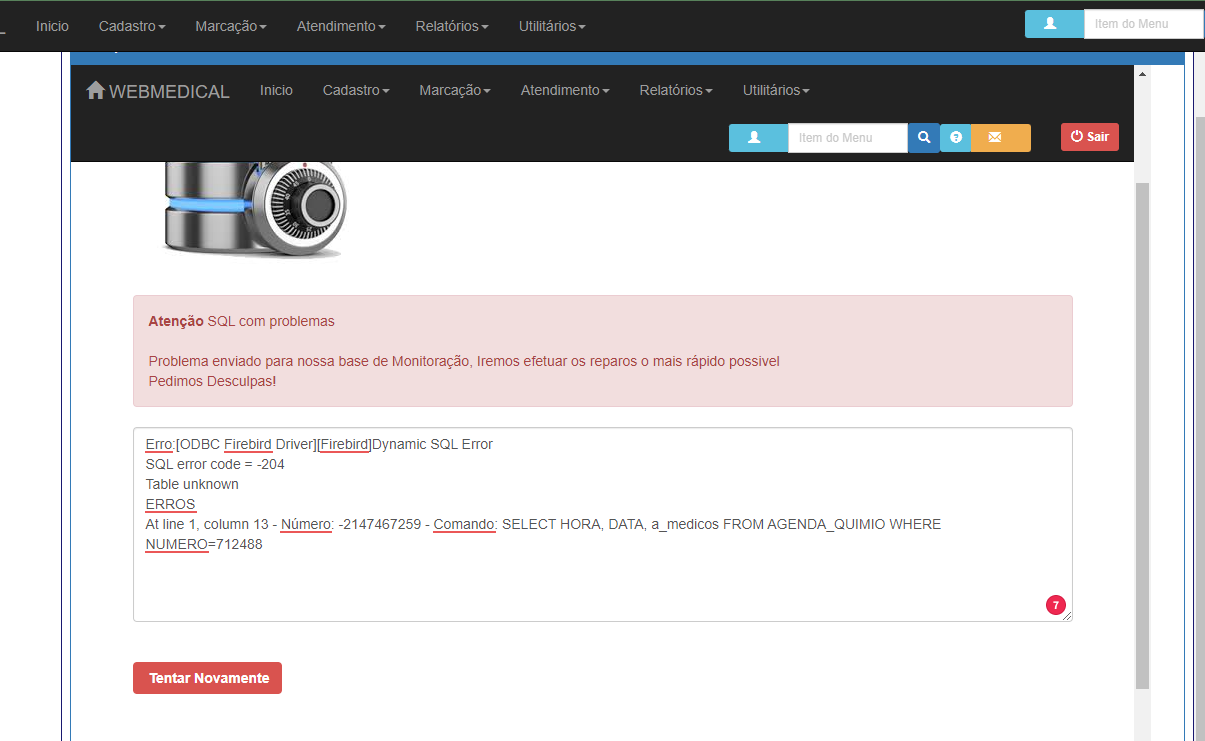 Inicio Cadastro Marcação Atendimento Relatórios Utilitários Item do Menu
WEBMEDICAL Inicio Cadastro Marcação Atendimento Relatórios Utilitários
Item do Menu ? Sair
Atenção SQL com problemas
Problema enviado para nossa base de Monitoração, Iremos efetuar os reparos o mais rápido possivel
Pedimos Desculpas!
Erro:[ODBC Firebird Driver][Firebird]Dynamic SQL Error
SQL error code = -204
Table unknown
ERROS
At line 1, column 13 - Número: -2147467259 - Comando: SELECT HORA, DATA, a_medicos FROM AGENDA_QUIMIO WHERE
NUMERO=712488
7
Tentar Novamente